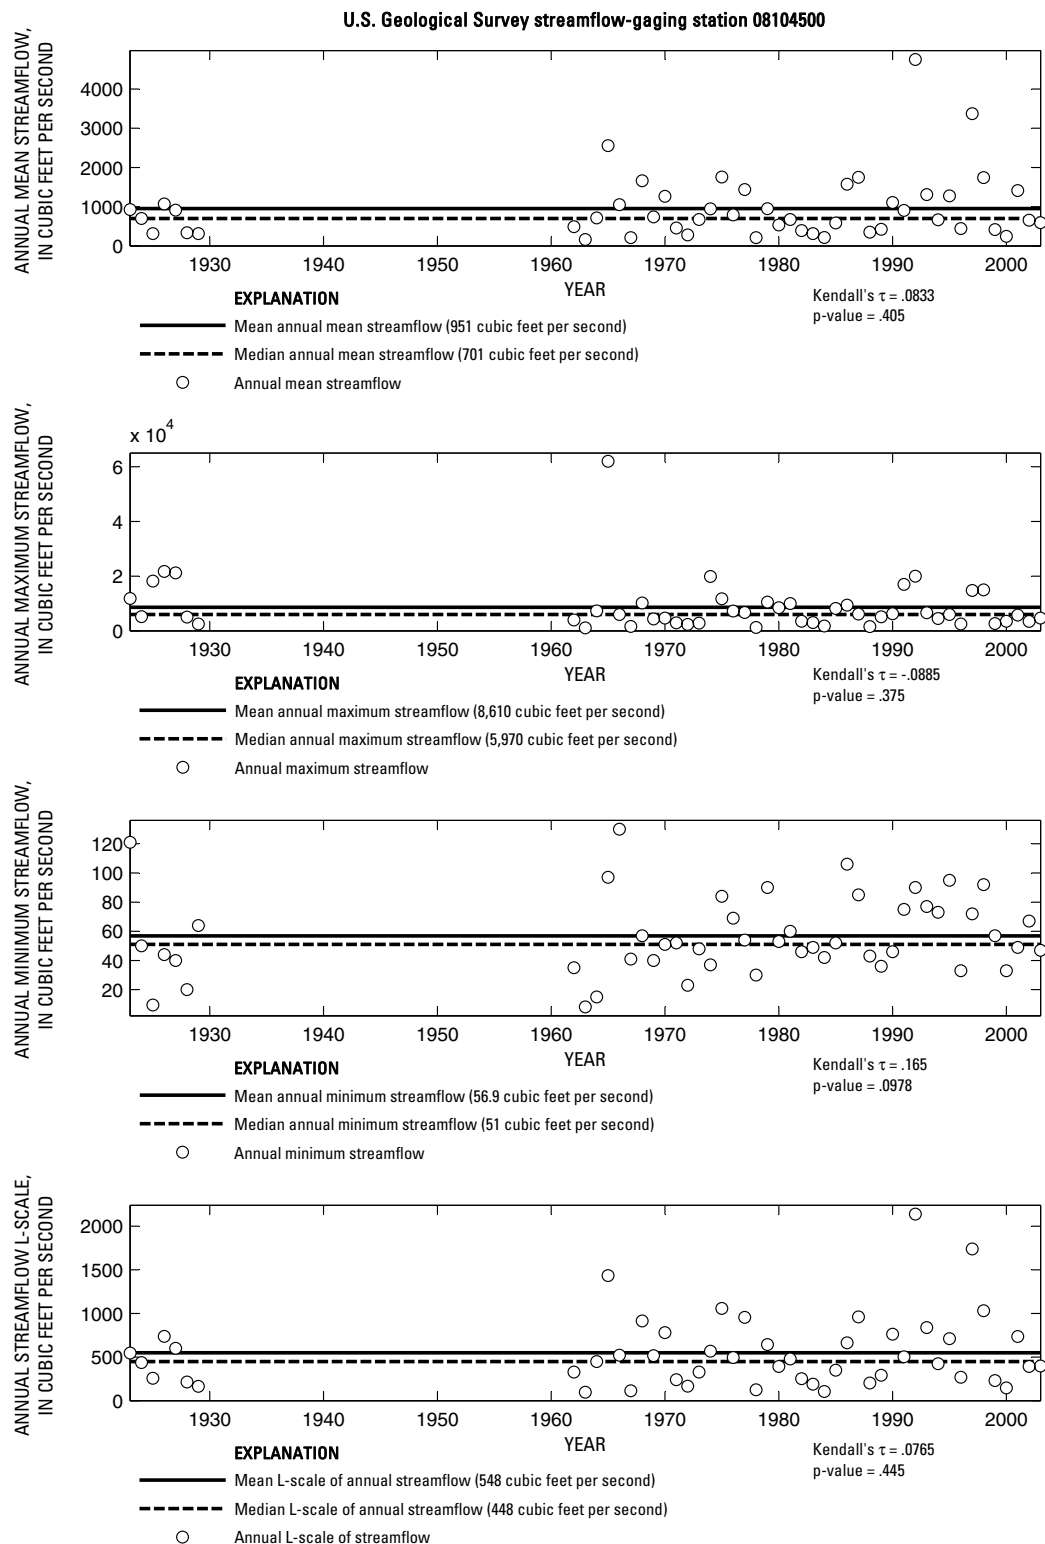 U.S. Geological Survey streamflow-gaging station 08104500
ANNUAL MEAN STREAMFLOW,
IN CUBIC FEET PER SECOND
4000
3000
2000
1000
0
1930 1940 1950 1960 1970 1980 1990 2000
YEAR
Kendall's τ = .0833
p-value = .405
EXPLANATION
Mean annual mean streamflow (951 cubic feet per second)
Median annual mean streamflow (701 cubic feet per second)
Annual mean streamflow
ANNUAL MAXIMUM STREAMFLOW,
IN CUBIC FEET PER SECOND
x 10⁴
6
4
2
0
1930 1940 1950 1960 1970 1980 1990 2000
YEAR
Kendall's τ = -.0885
p-value = .375
EXPLANATION
Mean annual maximum streamflow (8,610 cubic feet per second)
Median annual maximum streamflow (5,970 cubic feet per second)
Annual maximum streamflow
ANNUAL MINIMUM STREAMFLOW,
IN CUBIC FEET PER SECOND
120
100
80
60
40
20
1930 1940 1950 1960 1970 1980 1990 2000
YEAR
Kendall's τ = .165
p-value = .0978
EXPLANATION
Mean annual minimum streamflow (56.9 cubic feet per second)
Median annual minimum streamflow (51 cubic feet per second)
Annual minimum streamflow
ANNUAL STREAMFLOW L-SCALE,
IN CUBIC FEET PER SECOND
2000
1500
1000
500
0
1930 1940 1950 1960 1970 1980 1990 2000
YEAR
Kendall's τ = .0765
p-value = .445
EXPLANATION
Mean L-scale of annual streamflow (548 cubic feet per second)
Median L-scale of annual streamflow (448 cubic feet per second)
Annual L-scale of streamflow